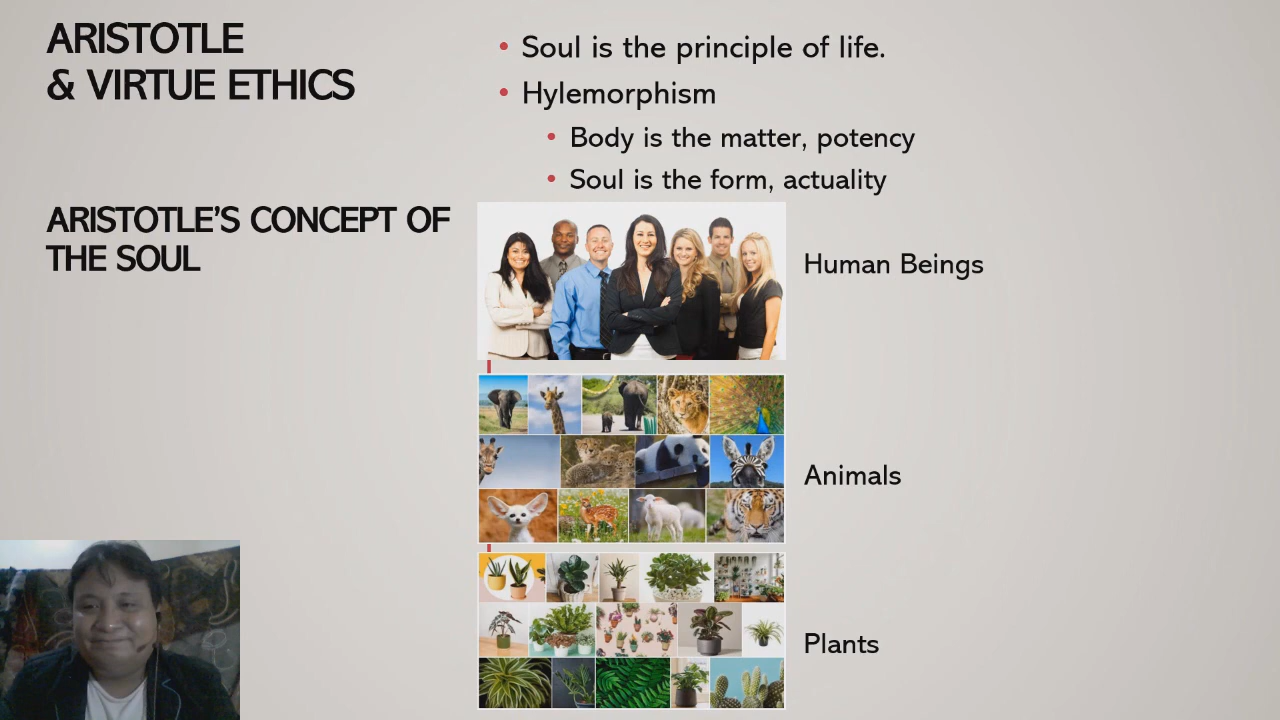 ARISTOTLE
& VIRTUE ETHICS
ARISTOTLE'S CONCEPT OF
THE SOUL
Soul is the principle of life.
Hylemorphism
Body is the matter, potency
Soul is the form, actuality
Human Beings
Animals
Plants